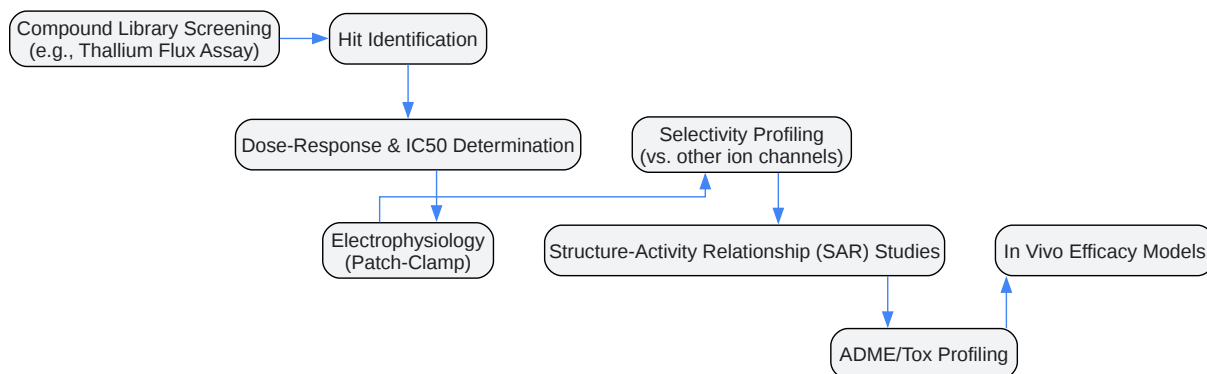 Compound Library Screening
(e.g., Thallium Flux Assay)
Hit Identification
Dose-Response & IC50 Determination
Electrophysiology
(Patch-Clamp)
Selectivity Profiling
(vs. other ion channels)
Structure-Activity Relationship (SAR) Studies
ADME/Tox Profiling
In Vivo Efficacy Models